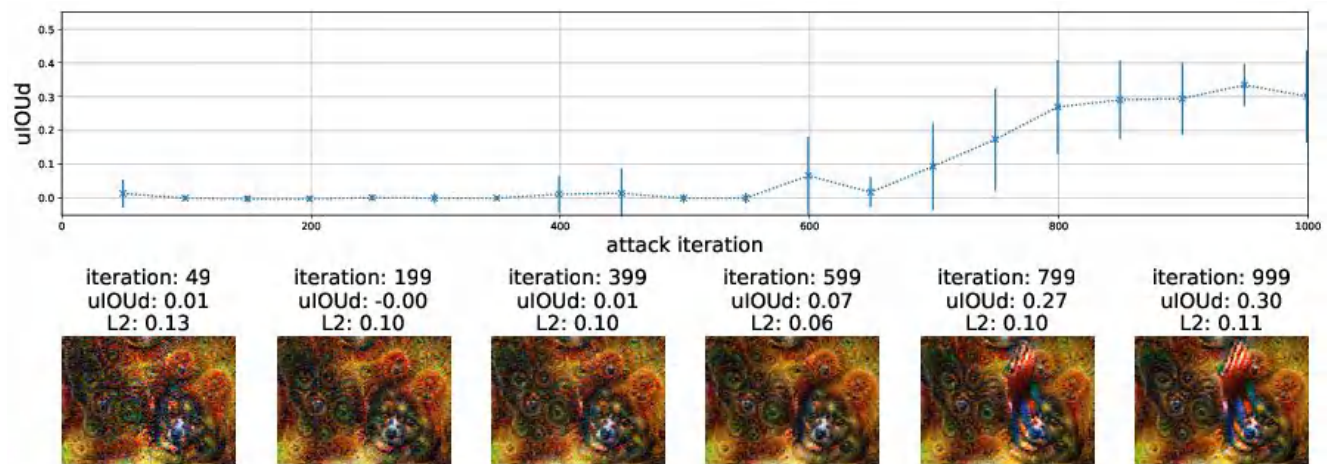 0.5
0.4
0.3
0.2
0.1
0.0
uIOUd
0 200 400 600 800 1000
attack iteration
iteration: 49 iteration: 199 iteration: 399 iteration: 599 iteration: 799 iteration: 999
uIOUd: 0.01 uIOUd: -0.00 uIOUd: 0.01 uIOUd: 0.07 uIOUd: 0.27 uIOUd: 0.30
L2: 0.13 L2: 0.10 L2: 0.10 L2: 0.06 L2: 0.10 L2: 0.11